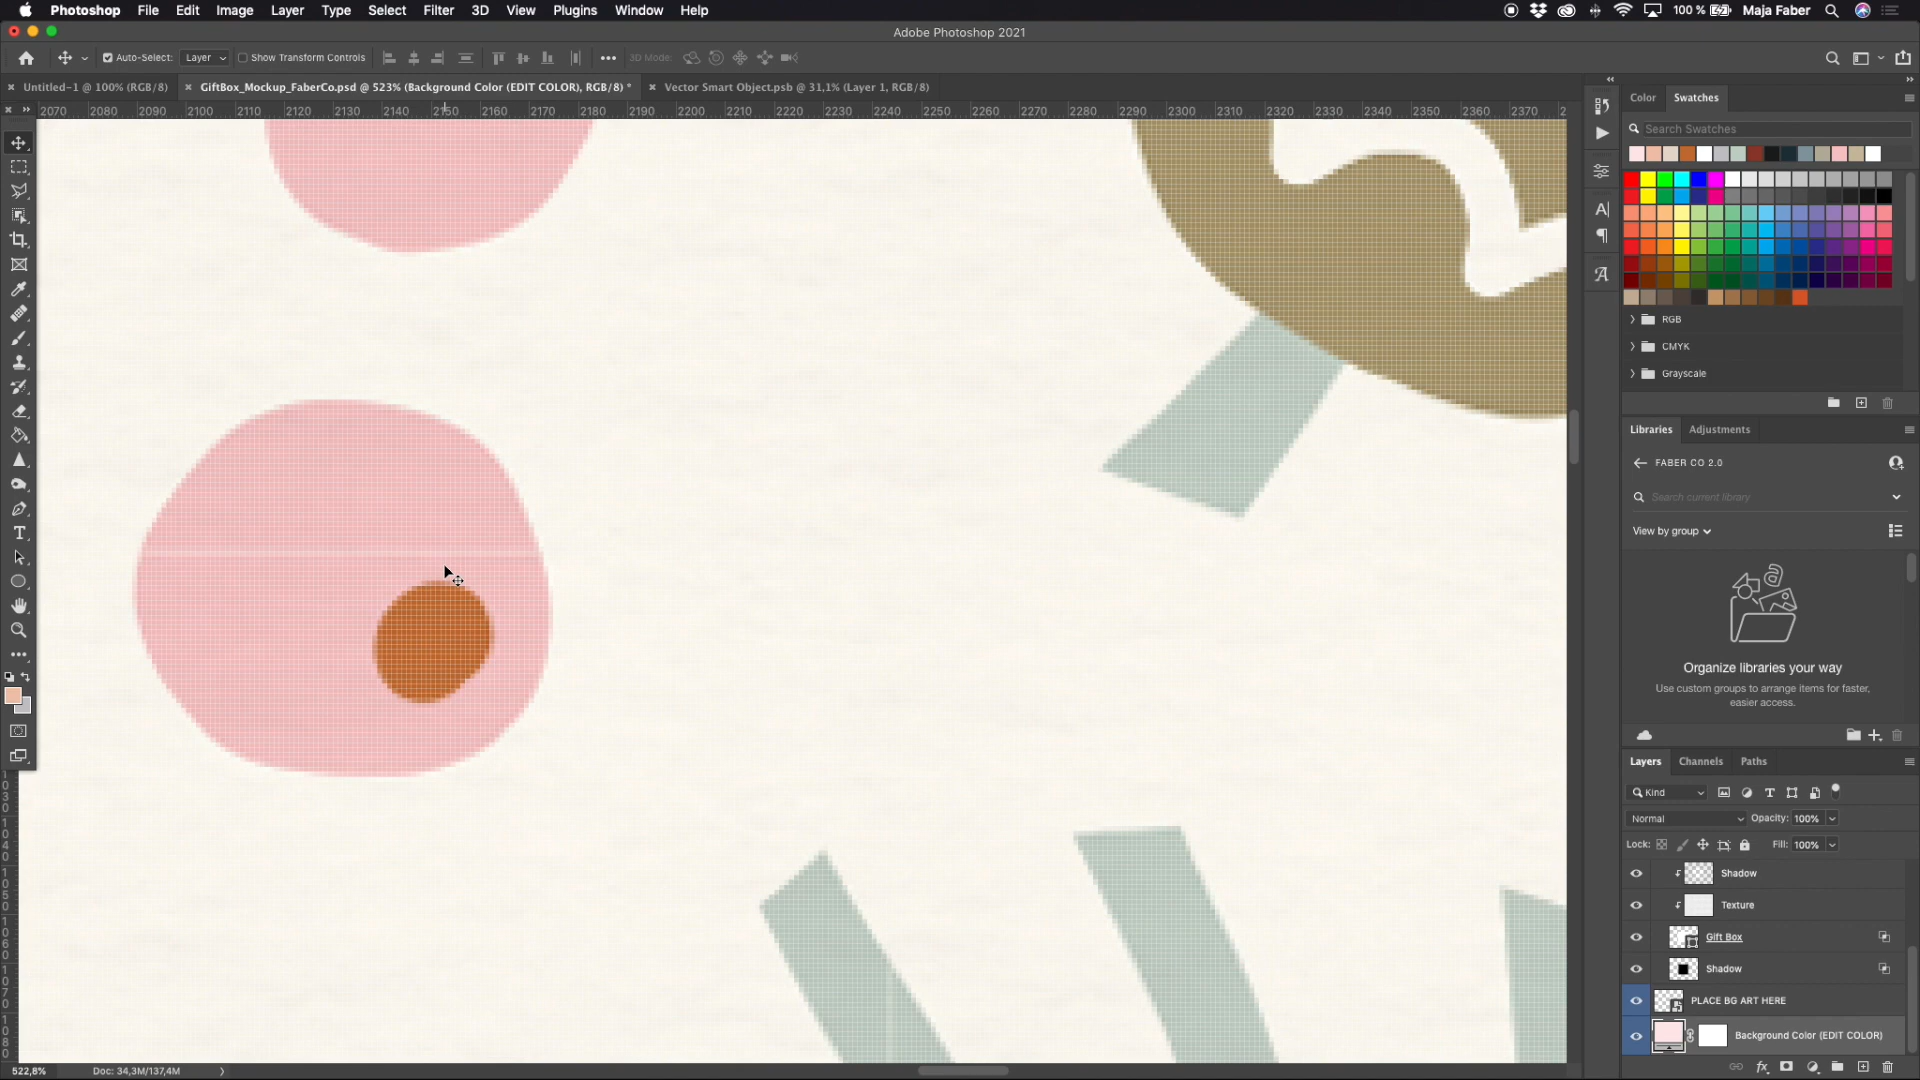 Photoshop File Edit Image Layer Type Select Filter 3D View Plugins Window Help 100 % Maja Faber
Adobe Photoshop 2021
Auto-Select: Layer Show Transform Controls 3D Mode:
Untitled-1 @ 100% (RGB/8) GiftBox_Mockup_FaberCo.psd @ 523% (Background Color (EDIT COLOR), RGB/8) * Vector Smart Object.psb @ 31,1% (Layer 1, RGB/8)
2070 2080 2090 2100 2110 2120 2130 2140 2150 2160 2170 2180 2190 2200 2210 2220 2230 2240 2250 2260 2270 2280 2290 2300 2310 2320 2330 2340 2350 2360 2370 2
Color Swatches
Search Swatches
RGB
CMYK
Grayscale
Libraries Adjustments
FABER CO 2.0
Search current library
View by group
Organize libraries your way
Use custom groups to arrange items for faster,
easier access.
Layers Channels Paths
Kind
Normal Opacity: 100%
Lock: Fill: 100%
Shadow
Texture
Gift Box
Shadow
PLACE BG ART HERE
Background Color (EDIT COLOR)
522,8% Doc: 34,3M/137,4M